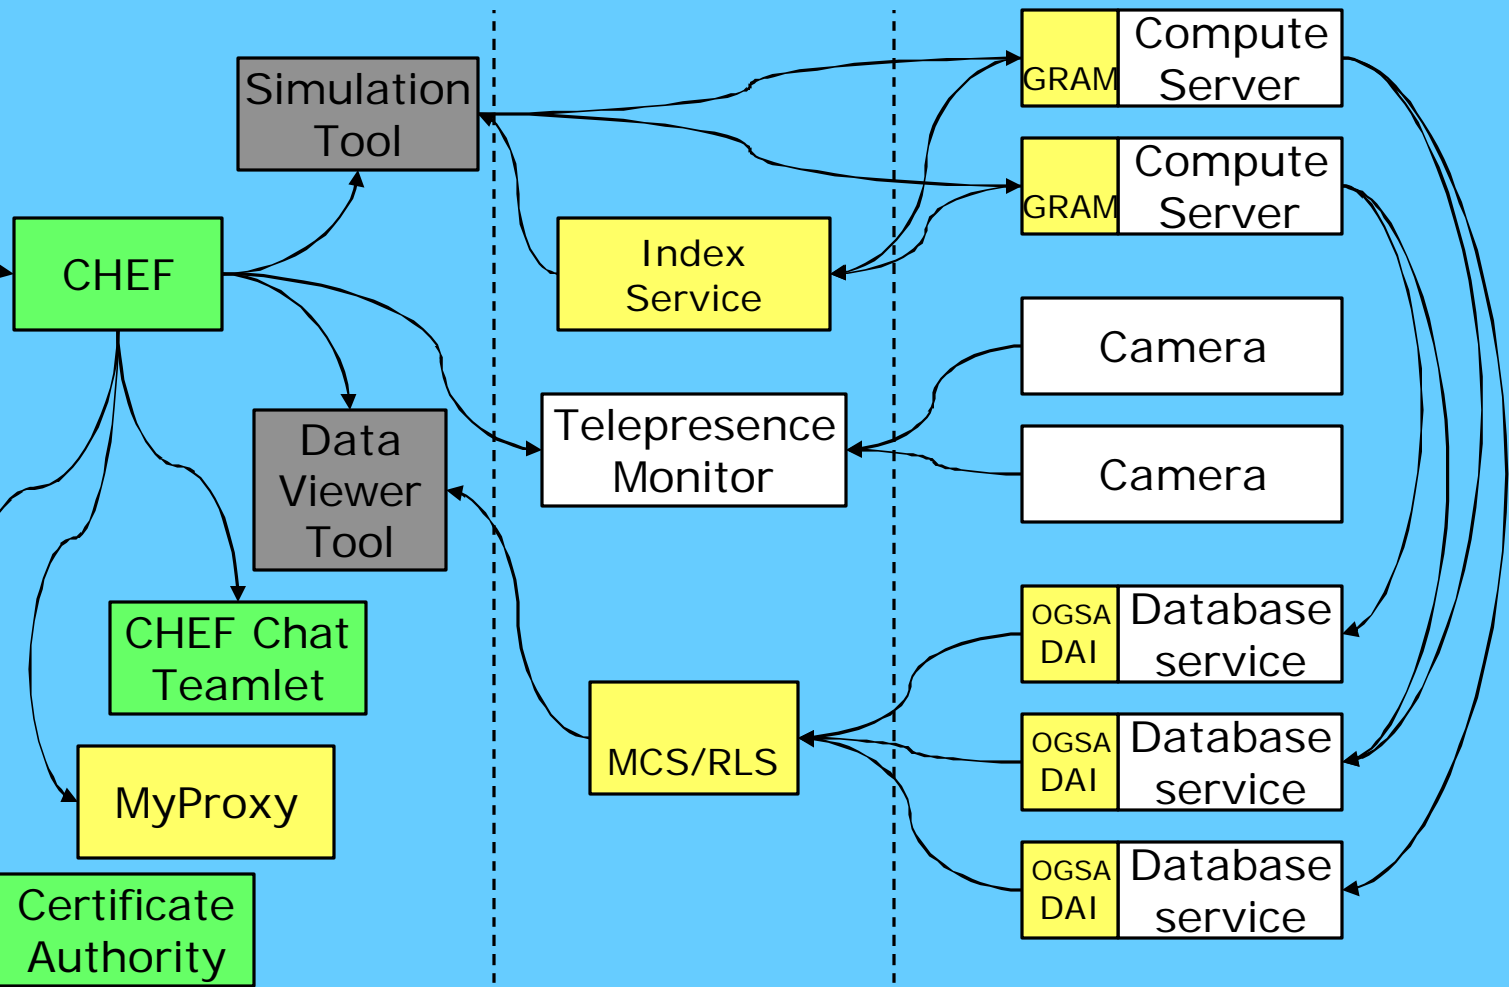 Simulation
Tool
CHEF
Data
Viewer
Tool
CHEF Chat
Teamlet
MyProxy
Certificate
Authority
Index
Service
Telepresence
Monitor
MCS/RLS
GRAM
Compute
Server
GRAM
Compute
Server
Camera
Camera
OGSA
DAI
Database
service
OGSA
DAI
Database
service
OGSA
DAI
Database
service